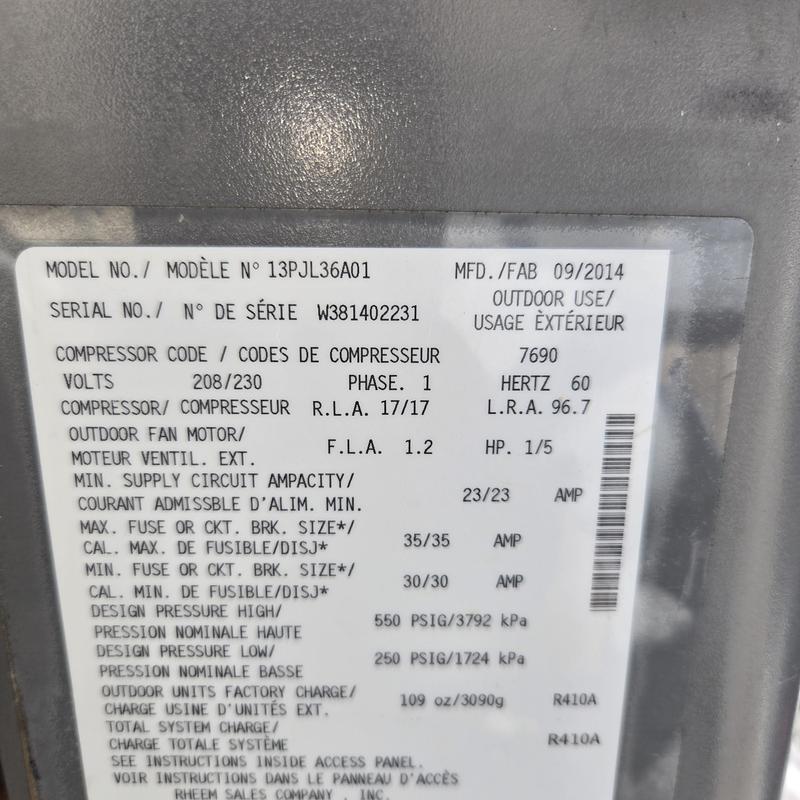 MODEL NO./ MODÈLE N° 13PJL36A01 MFD./FAB 09/2014
SERIAL NO./ N° DE SÉRIE W381402231 OUTDOOR USE/
USAGE ÈXTÉRIEUR
COMPRESSOR CODE / CODES DE COMPRESSEUR 7690
VOLTS 208/230 PHASE. 1 HERTZ 60
COMPRESSOR/ COMPRESSEUR R.L.A. 17/17 L.R.A. 96.7
OUTDOOR FAN MOTOR/
MOTEUR VENTIL. EXT. F.L.A. 1.2 HP. 1/5
MIN. SUPPLY CIRCUIT AMPACITY/
COURANT ADMISSBLE D'ALIM. MIN. 23/23 AMP
MAX. FUSE OR CKT. BRK. SIZE*/
CAL. MAX. DE FUSIBLE/DISJ* 35/35 AMP
MIN. FUSE OR CKT. BRK. SIZE*/
CAL. MIN. DE FUSIBLE/DISJ* 30/30 AMP
DESIGN PRESSURE HIGH/
PRESSION NOMINALE HAUTE 550 PSIG/3792 kPa
DESIGN PRESSURE LOW/
PRESSION NOMINALE BASSE 250 PSIG/1724 kPa
OUTDOOR UNITS FACTORY CHARGE/
CHARGE USINE D'UNITÉS EXT. 109 oz/3090g R410A
TOTAL SYSTEM CHARGE/
CHARGE TOTALE SYSTÈME R410A
SEE INSTRUCTIONS INSIDE ACCESS PANEL.
VOIR INSTRUCTIONS DANS LE PANNEAU D'ACCÈS
RHEEM SALES COMPANY , INC.